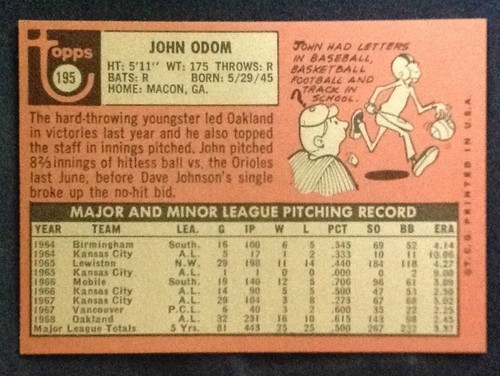 Topps
195
JOHN ODOM
HT: 5'11" WT: 175 THROWS: R
BATS: R BORN: 5/29/45
HOME: MACON, GA.
JOHN HAD LETTERS
IN BASEBALL,
BASKETBALL
FOOTBALL AND
TRACK IN
SCHOOL.
The hard-throwing youngster led Oakland
in victories last year and he also topped
the staff in innings pitched. John pitched
8⅔ innings of hitless ball vs. the Orioles
last June, before Dave Johnson's single
broke up the no-hit bid.
MAJOR AND MINOR LEAGUE PITCHING RECORD
YEAR TEAM LEA. G IP W L PCT SO BB ERA
1964 Birmingham South. 16 100 6 5 .545 69 52 4.14
1964 Kansas City A.L. 5 17 1 2 .333 10 11 10.06
1965 Lewiston N.W. 29 198 11 14 .440 184 118 4.27
1965 Kansas City A.L. 1 1 0 0 .000 0 2 9.00
1966 Mobile South. 19 140 12 5 .706 96 61
1966 Kansas City A.L. 14 90 5 5 .500 47 53 2.50
1967 Kansas City A.L. 29 104 3 8 .273 67 68
1967 Vancouver P.C.L. 6 40 3 2 .600 35 22 2.25
1968 Oakland A.L. 32 231 16 10 .615 143 98 2.45
Major League Totals 5 Yrs. 81 443 25 25 .500 267
© T.C.G. PRINTED IN U.S.A.